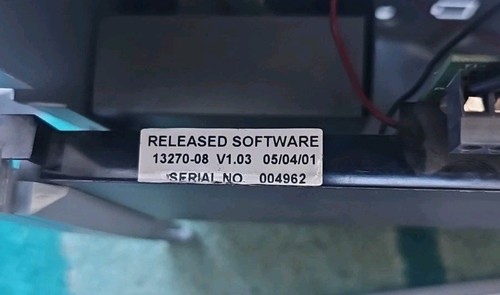 RELEASED SOFTWARE
13270-08 V1.03 05/04/01
SERIAL NO. 004962